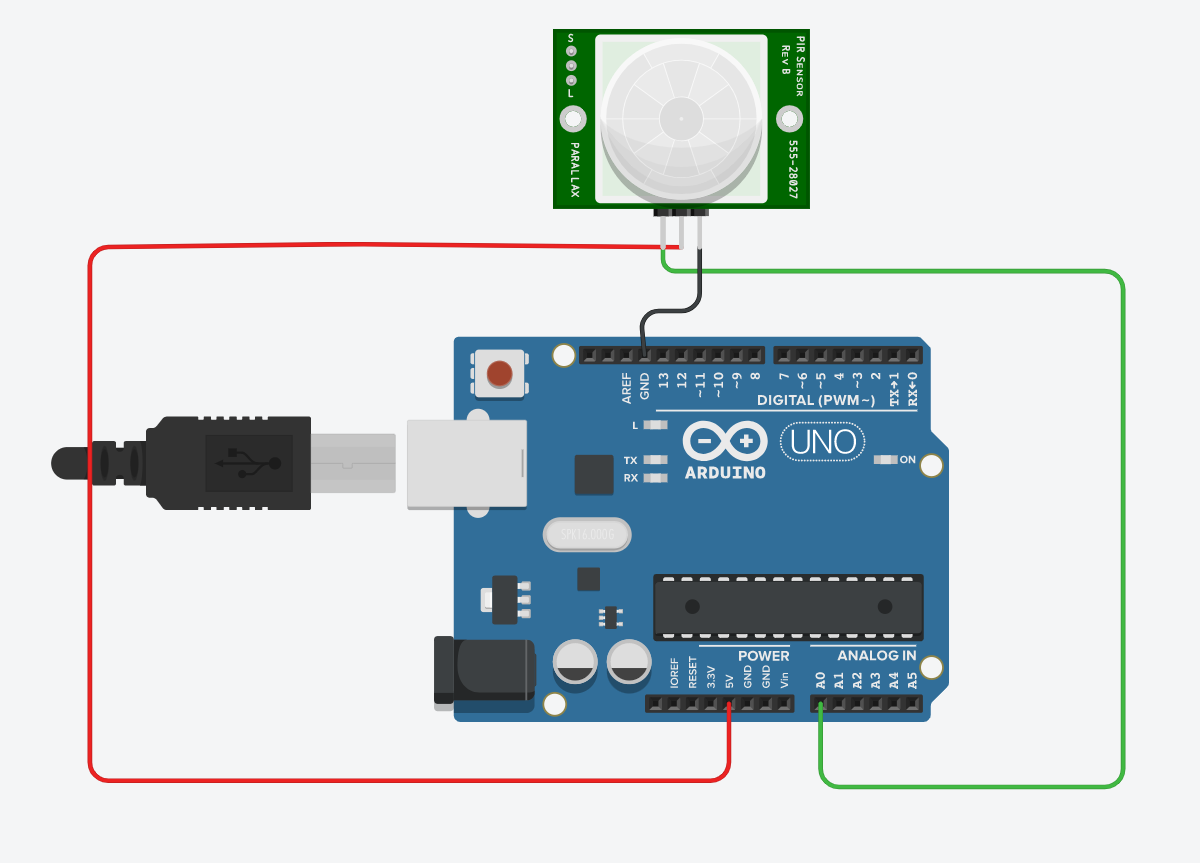 S
L
PARALLAX
PIR SENSOR
REV B
555-28027
AREF
GND
13
12
~11
~10
~9
8
7
~6
~5
4
~3
2
TX→1
RX←0
DIGITAL (PWM~)
L
TX
RX
ARDUINO
UNO
ON
SPK16.000G
POWER
ANALOG IN
IOREF
RESET
3.3V
5V
GND
GND
Vin
A0
A1
A2
A3
A4
A5